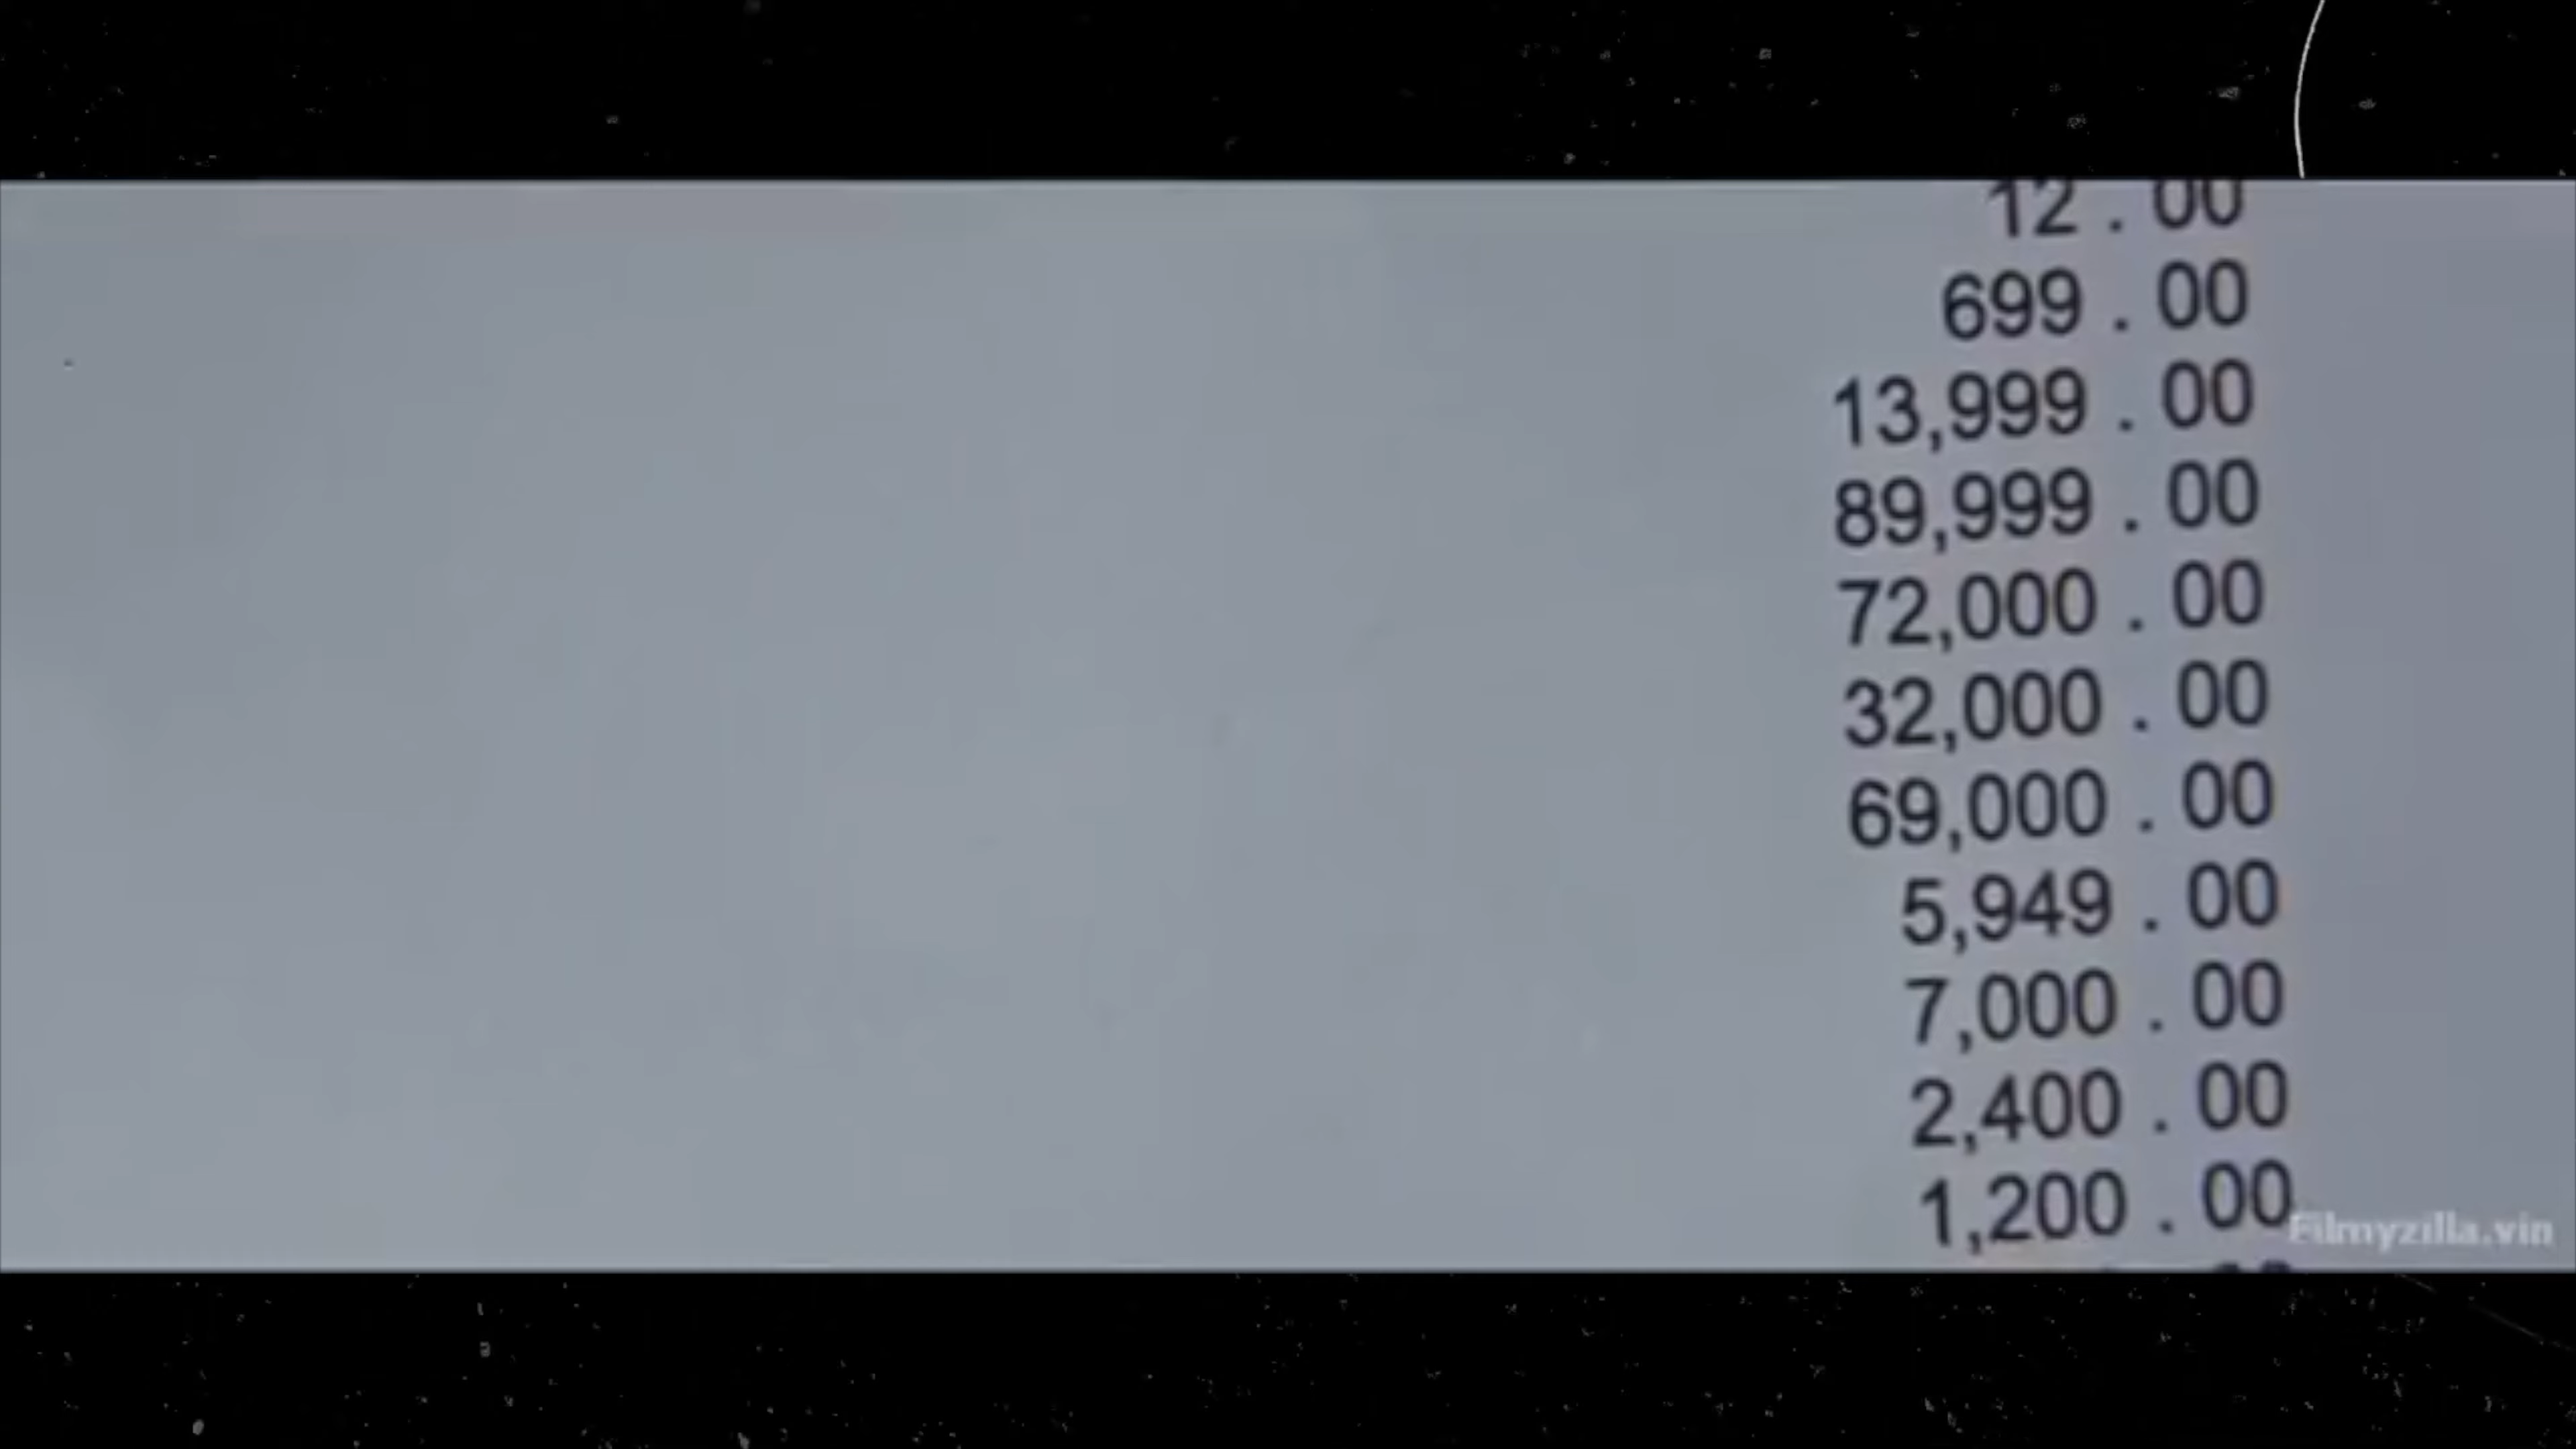 12 . 00
699 . 00
13,999 . 00
89,999 . 00
72,000 . 00
32,000 . 00
69,000 . 00
5,949 . 00
7,000 . 00
2,400 . 00
1,200 . 00
Filmyzilla.vin